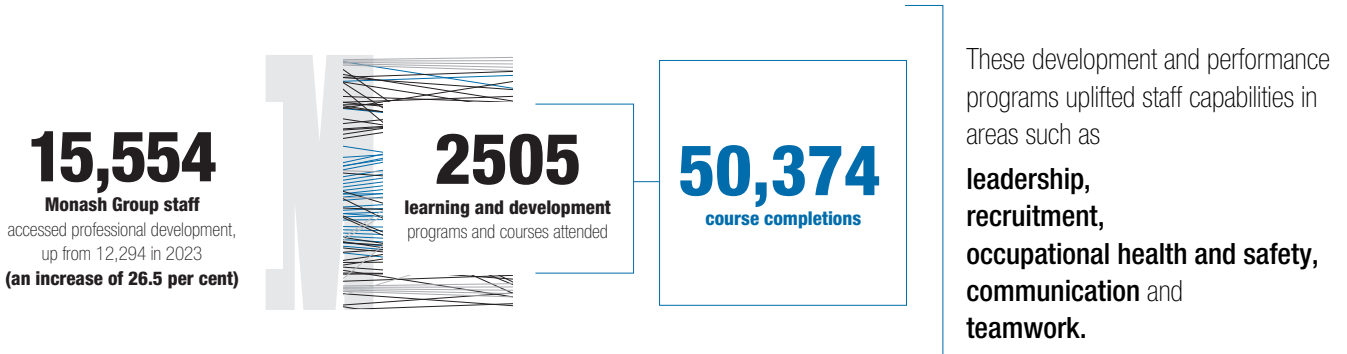 15,554
Monash Group staff
accessed professional development,
up from 12,294 in 2023
(an increase of 26.5 per cent)
2505
learning and development
programs and courses attended
50,374
course completions
These development and performance
programs uplifted staff capabilities in
areas such as
leadership,
recruitment,
occupational health and safety,
communication and
teamwork.